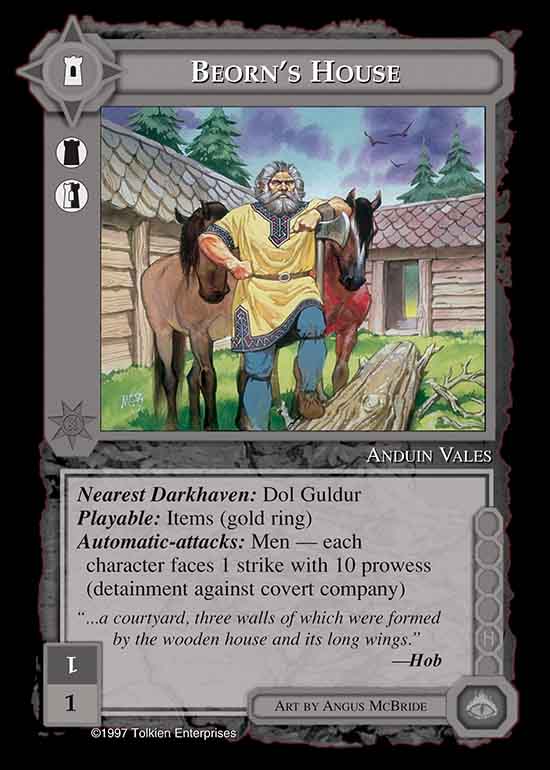 BEORN'S HOUSE
ANDUIN VALES
Nearest Darkhaven: Dol Guldur
Playable: Items (gold ring)
Automatic-attacks: Men — each
character faces 1 strike with 10 prowess
(detainment against covert company)
“...a courtyard, three walls of which were formed
by the wooden house and its long wings.”
—Hob
H
1
1
ART BY ANGUS MCBRIDE
©1997 Tolkien Enterprises